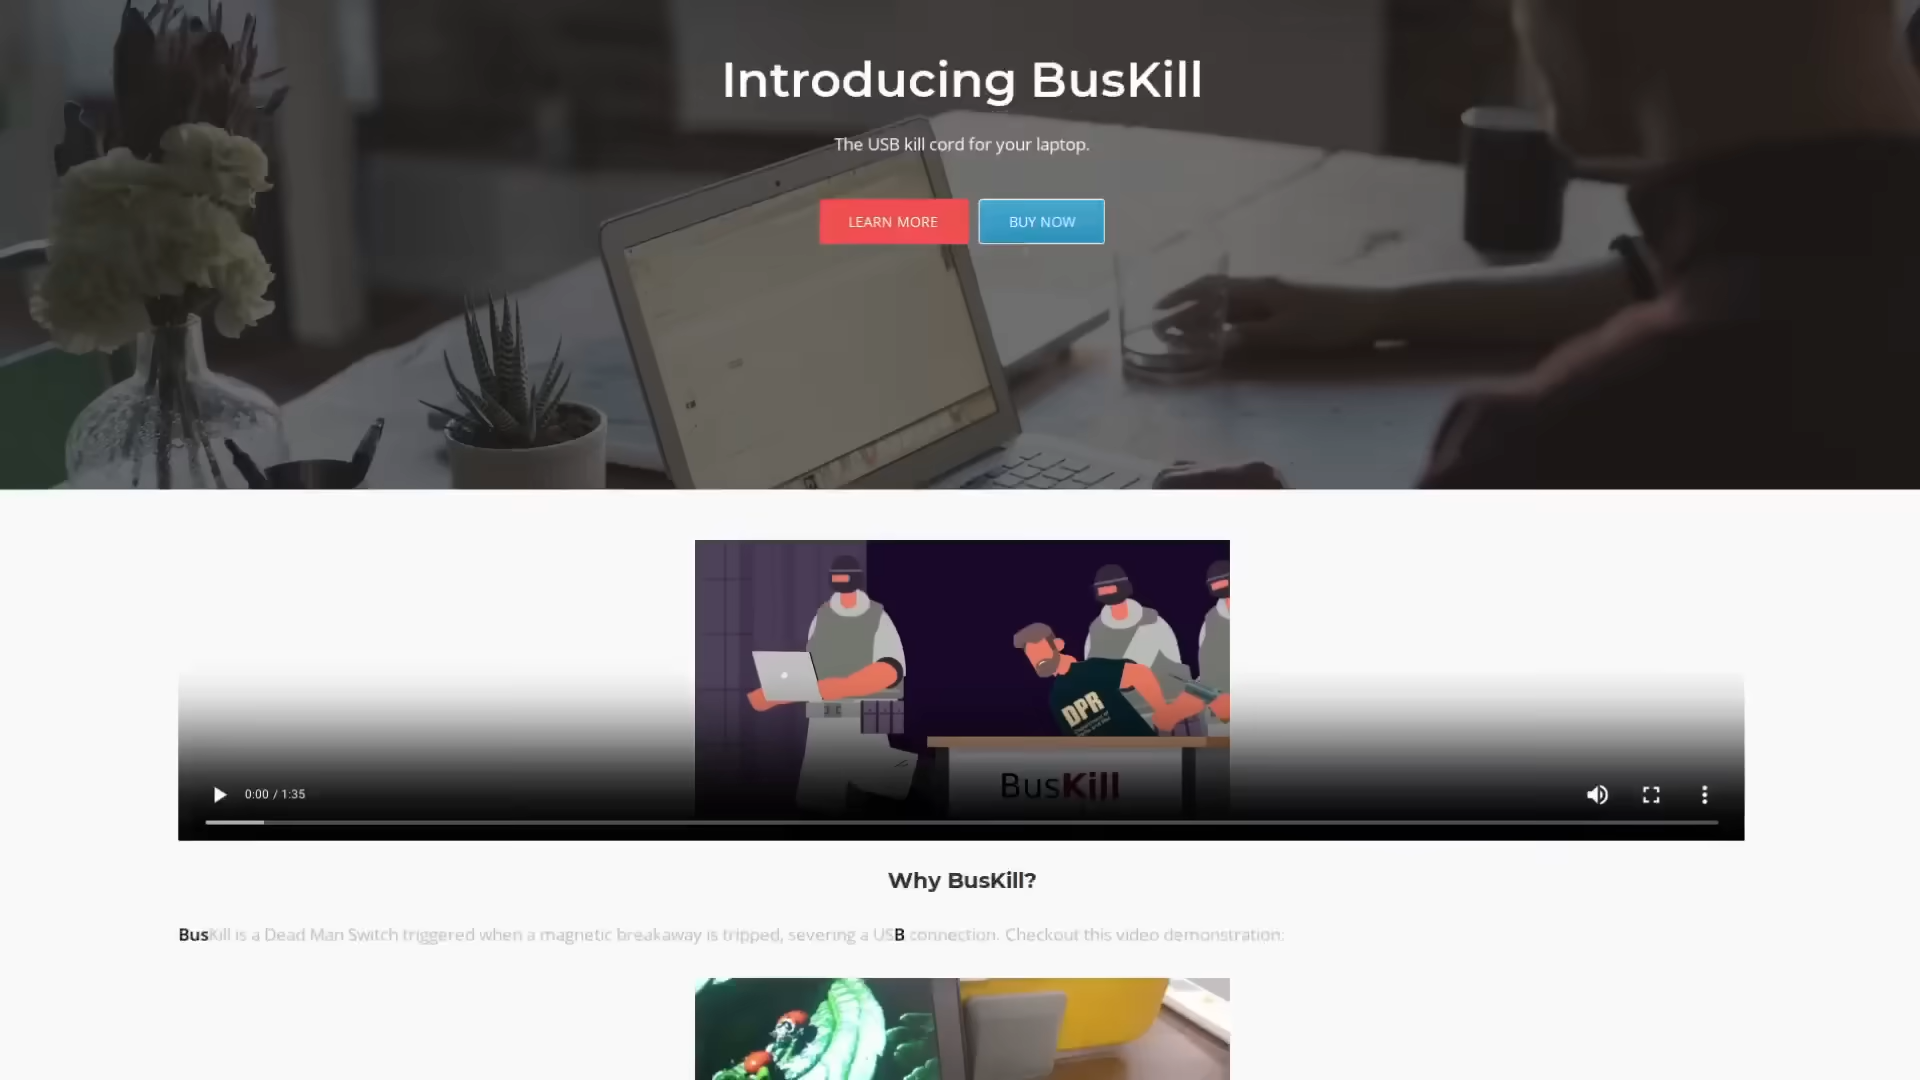 Introducing BusKill
The USB kill cord for your laptop.
LEARN MORE
BUY NOW
DPR
BusKill
0:00 / 1:35
Why BusKill?
BusKill is a Dead Man Switch triggered when a magnetic breakaway is tripped, severing a USB connection. Checkout this video demonstration: